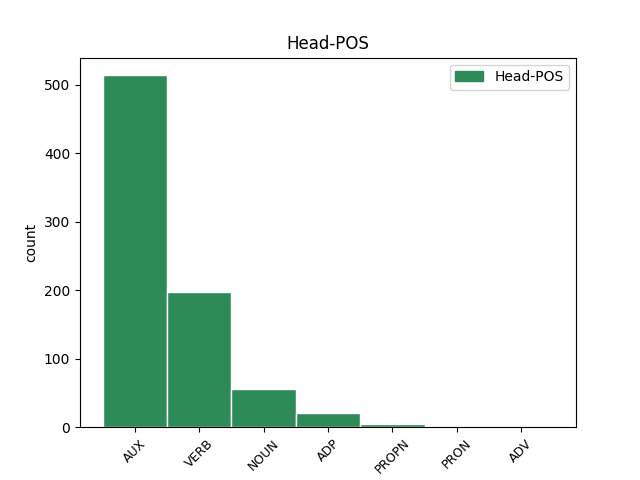 Head-POS
Head-POS
500
400
300
200
100
0
count
AUX
VERB
NOUN
ADP
PROPN
PRON
ADV